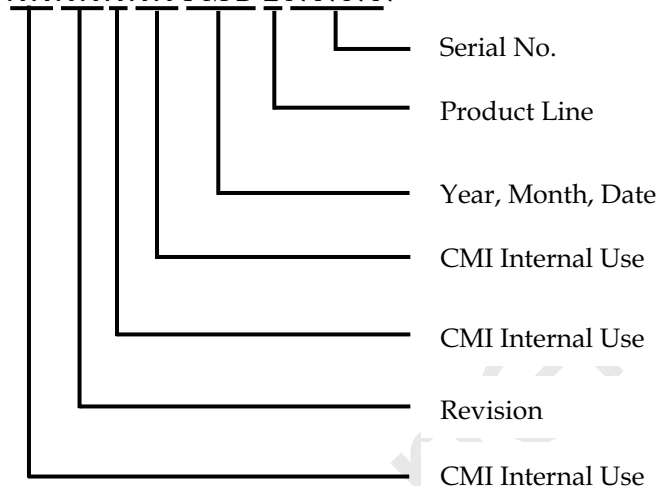 Serial No.
Product Line
Year, Month, Date
CMI Internal Use
CMI Internal Use
Revision
CMI Internal Use